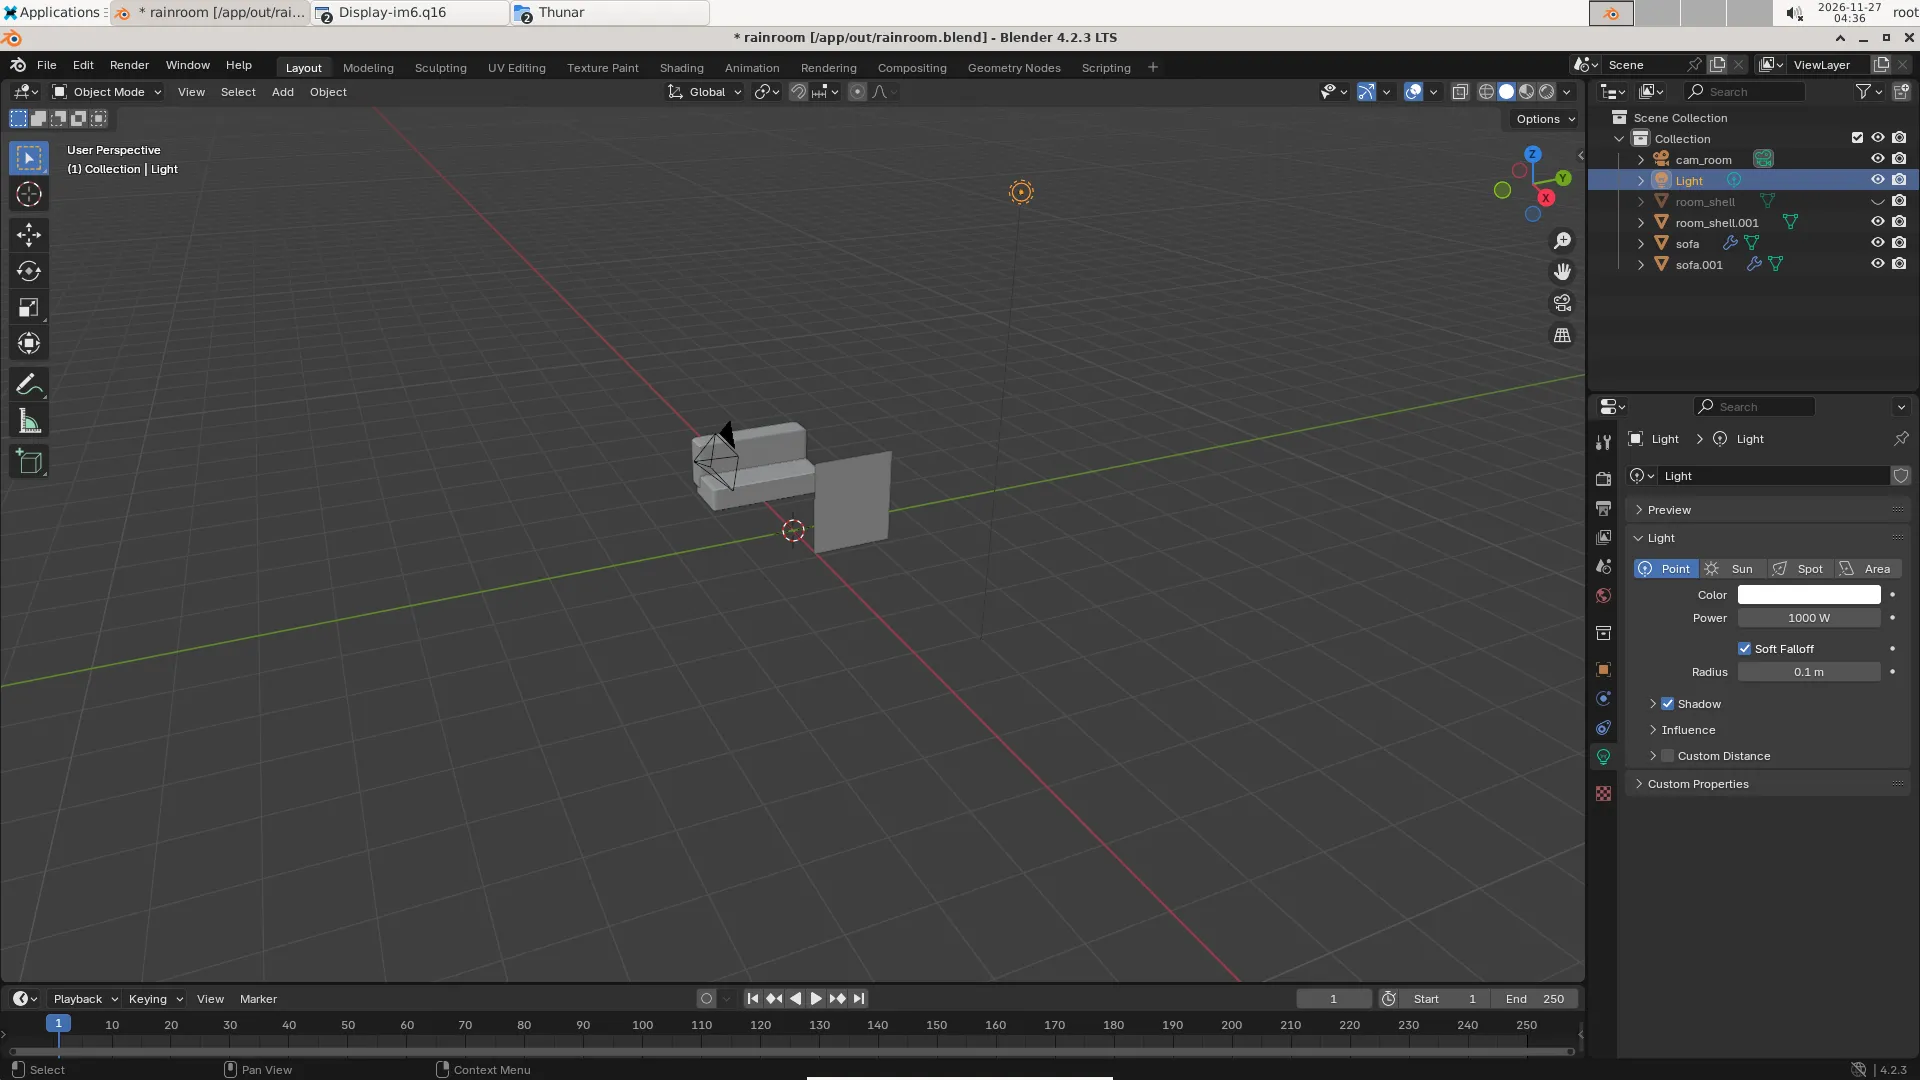 Applications
* rainroom [/app/out/rai...
Display-im6.q16
Thunar
2026-11-27
04:36
root
* rainroom [/app/out/rainroom.blend] - Blender 4.2.3 LTS
File Edit Render Window Help
Layout Modeling Sculpting UV Editing Texture Paint Shading Animation Rendering Compositing Geometry Nodes Scripting
Scene
ViewLayer
Object Mode View Select Add Object
Global
Search
Options
User Perspective
(1) Collection | Light
Z
Y
X
Scene Collection
Collection
cam_room
Light
room_shell
room_shell.001
sofa
sofa.001
Search
Light
Light
Light
Preview
Light
Point Sun Spot Area
Color
Power 1000 W
Soft Falloff
Radius 0.1 m
Shadow
Influence
Custom Distance
Custom Properties
Playback Keying View Marker
1
Start 1
End 250
1 10 20 30 40 50 60 70 80 90 100 110 120 130 140 150 160 170 180 190 200 210 220 230 240 250
Select
Pan View
Context Menu
4.2.3